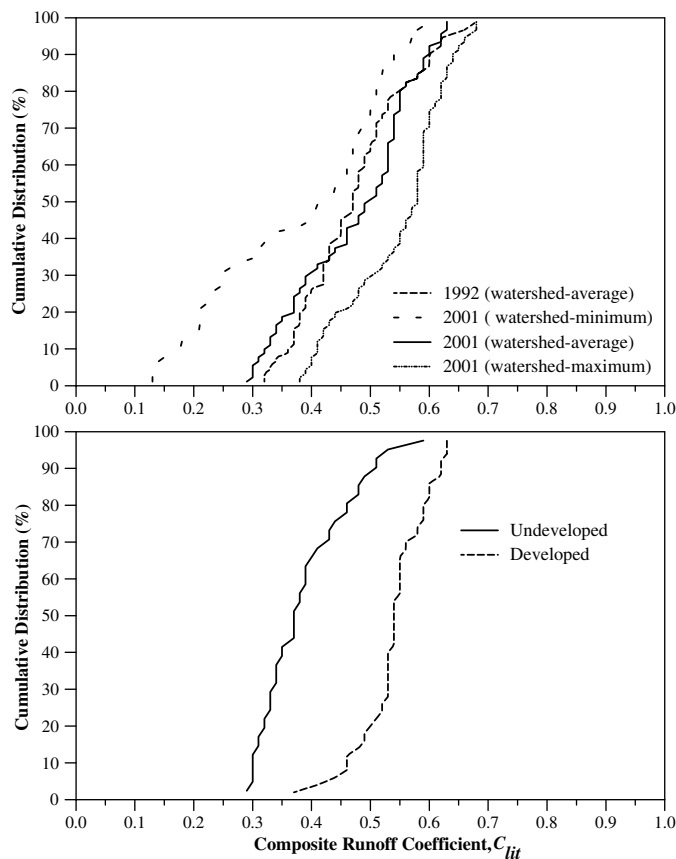 100
90
80
70
60
50
40
30
20
10
0
Cumulative Distribution (%)
1992 (watershed-average)
2001 ( watershed-minimum)
2001 (watershed-average)
2001 (watershed-maximum)
0.0 0.1 0.2 0.3 0.4 0.5 0.6 0.7 0.8 0.9 1.0
100
90
80
70
60
50
40
30
20
10
0
Cumulative Distribution (%)
Undeveloped
Developed
0.0 0.1 0.2 0.3 0.4 0.5 0.6 0.7 0.8 0.9 1.0
Composite Runoff Coefficient, C lit